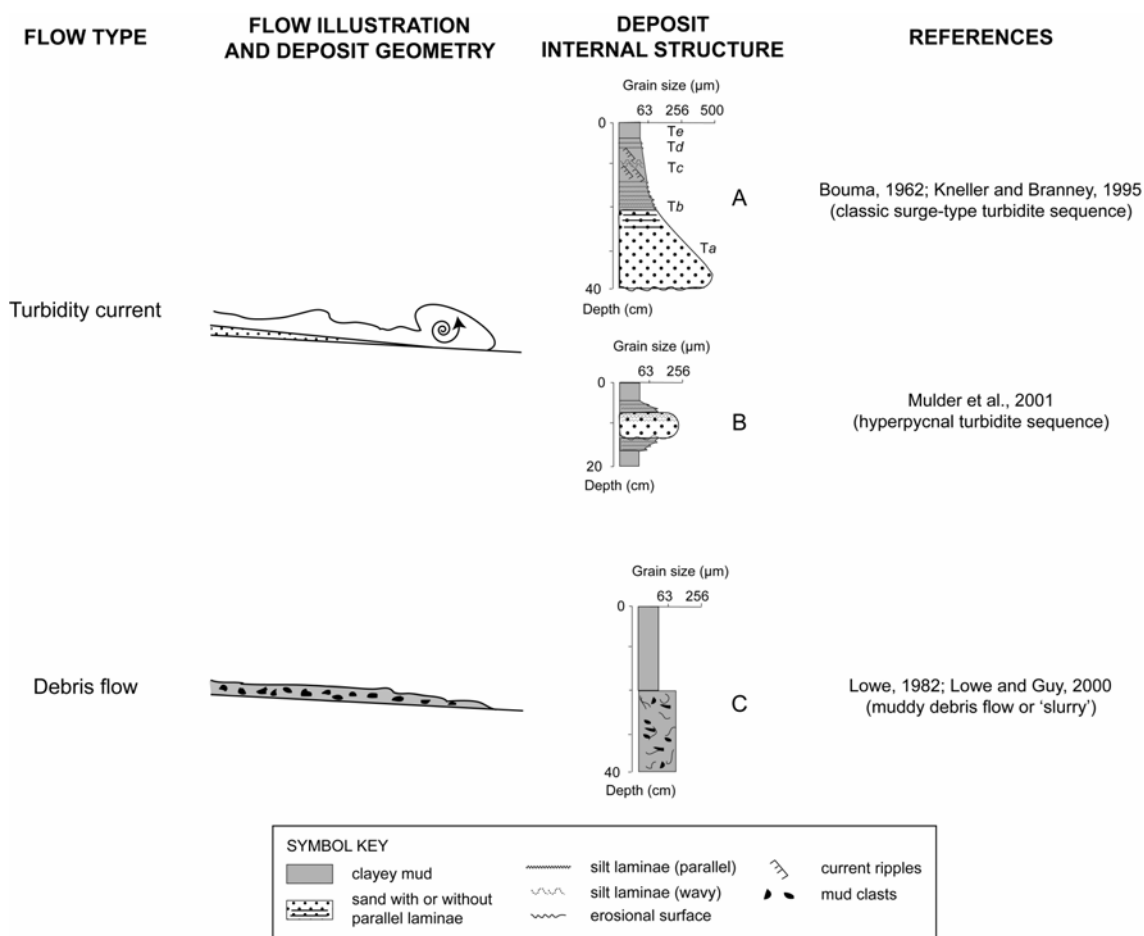 FLOW TYPE
FLOW ILLUSTRATION
AND DEPOSIT GEOMETRY
DEPOSIT
INTERNAL STRUCTURE
REFERENCES
Grain size (μm)
63 256 500
0
Te
Td
Tc
Tb
Ta
40
Depth (cm)
A
Bouma, 1962; Kneller and Branney, 1995
(classic surge-type turbidite sequence)
Turbidity current
Grain size (μm)
63 256
0
20
Depth (cm)
B
Mulder et al., 2001
(hyperpycnal turbidite sequence)
Grain size (μm)
63 256
0
40
Depth (cm)
Debris flow
C
Lowe, 1982; Lowe and Guy, 2000
(muddy debris flow or ‘slurry’)
SYMBOL KEY
clayey mud
sand with or without
parallel laminae
silt laminae (parallel)
silt laminae (wavy)
erosional surface
current ripples
mud clasts